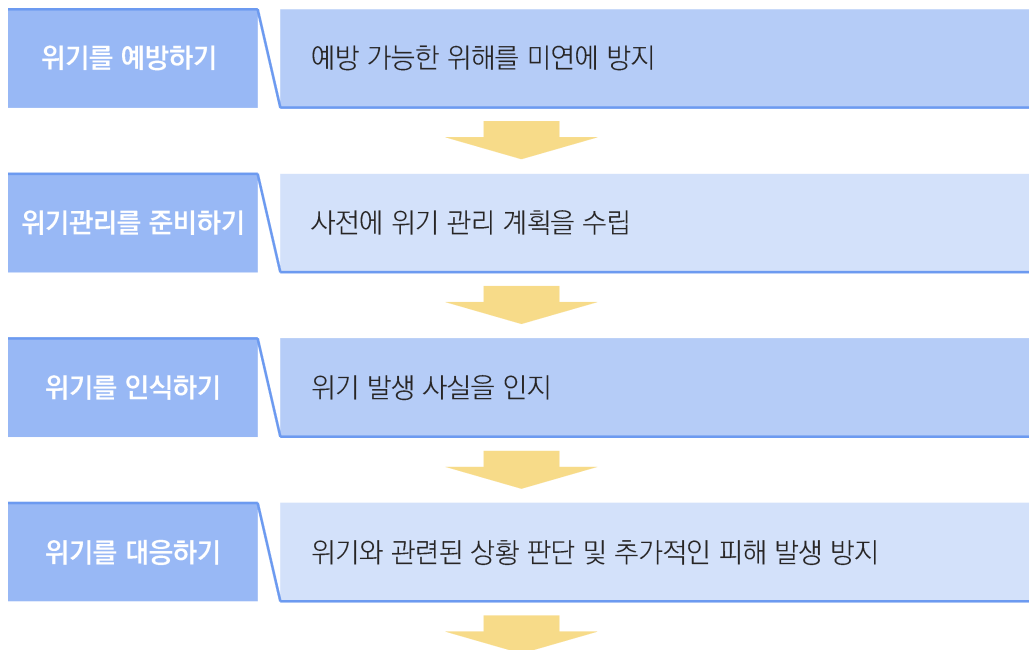 위기를 예방하기
예방 가능한 위해를 미연에 방지
위기관리를 준비하기
사전에 위기 관리 계획을 수립
위기를 인식하기
위기 발생 사실을 인지
위기를 대응하기
위기와 관련된 상황 판단 및 추가적인 피해 발생 방지